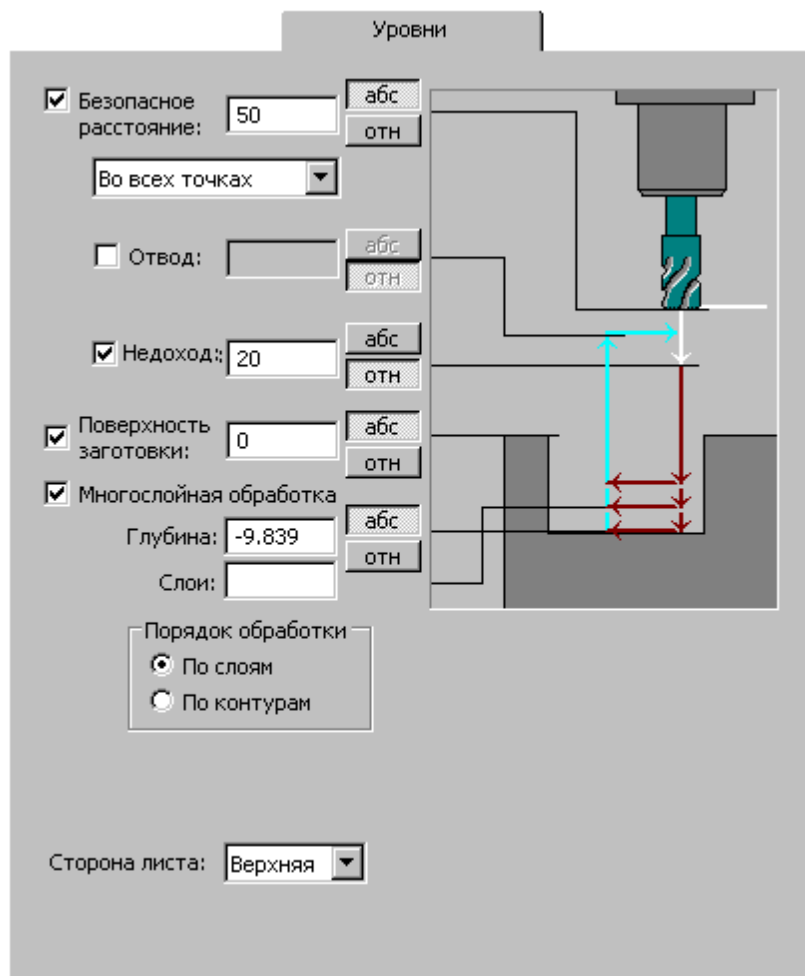 Уровни
Безопасное
расстояние:
50
абс
отн
Во всех точках
Отвод:
абс
отн
Недоход:
20
абс
отн
Поверхность
заготовки:
0
абс
отн
Многослойная обработка
Глубина:
-9.839
абс
отн
Слои:
Порядок обработки
По слоям
По контурам
Сторона листа:
Верхняя